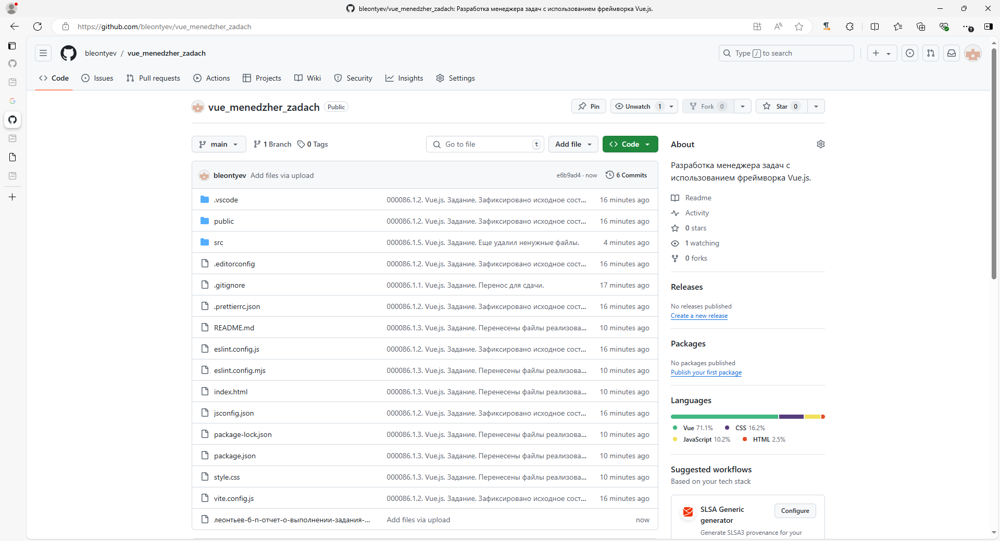 bleontyev/vue_menedzher_zadach: Разработка менеджера задач с использованием фреймворка Vue.js.
https://github.com/bleontyev/vue_menedzher_zadach
bleontyev / vue_menedzher_zadach
Type / to search
Code
Issues
Pull requests
Actions
Projects
Wiki
Security
Insights
Settings
vue_menedzher_zadach Public
Pin
Unwatch 1
Fork 0
Star 0
main
1 Branch
0 Tags
Go to file t
Add file
Code
bleontyev Add files via upload e6b9ad4 · now 6 Commits
.vscode 000086.1.2. Vue.js. Задание. Зафиксировано исходное сост... 16 minutes ago
public 000086.1.2. Vue.js. Задание. Зафиксировано исходное сост... 16 minutes ago
src 000086.1.5. Vue.js. Задание. Еще удалил ненужные файлы. 4 minutes ago
.editorconfig 000086.1.2. Vue.js. Задание. Зафиксировано исходное сост... 16 minutes ago
.gitignore 000086.1.1. Vue.js. Задание. Перенос для сдачи. 17 minutes ago
.prettierrc.json 000086.1.2. Vue.js. Задание. Зафиксировано исходное сост... 16 minutes ago
README.md 000086.1.3. Vue.js. Задание. Перенесены файлы реализова... 10 minutes ago
eslint.config.js 000086.1.2. Vue.js. Задание. Зафиксировано исходное сост... 16 minutes ago
eslint.config.mjs 000086.1.3. Vue.js. Задание. Перенесены файлы реализова... 10 minutes ago
index.html 000086.1.3. Vue.js. Задание. Перенесены файлы реализова... 10 minutes ago
jsconfig.json 000086.1.2. Vue.js. Задание. Зафиксировано исходное сост... 16 minutes ago
package-lock.json 000086.1.3. Vue.js. Задание. Перенесены файлы реализова... 10 minutes ago
package.json 000086.1.3. Vue.js. Задание. Перенесены файлы реализова... 10 minutes ago
style.css 000086.1.3. Vue.js. Задание. Перенесены файлы реализова... 10 minutes ago
vite.config.js 000086.1.2. Vue.js. Задание. Зафиксировано исходное сост... 16 minutes ago
леонтьев-б-п-отчет-о-выполнении-задания-... Add files via upload now
About
Разработка менеджера задач с
использованием фреймворка Vue.js.
Readme
Activity
0 stars
1 watching
0 forks
Releases
No releases published
Create a new release
Packages
No packages published
Publish your first package
Languages
Vue 71.1% CSS 16.2%
JavaScript 10.2% HTML 2.5%
Suggested workflows
Based on your tech stack
SLSA Generic
generator
Configure
Generate SLSA3 provenance for your